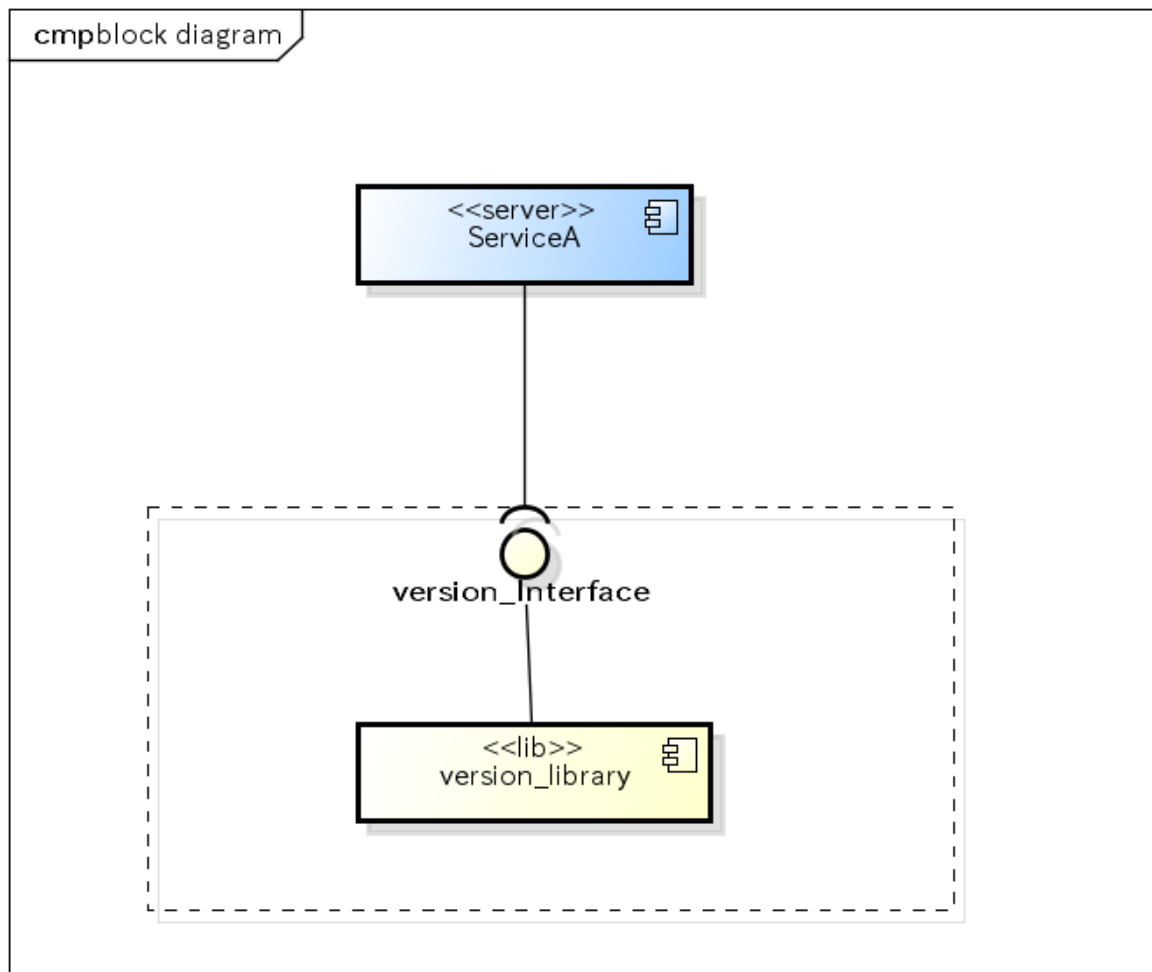 cmpblock diagram
<<server>>
ServiceA
version_Interface
<<lib>>
version_library